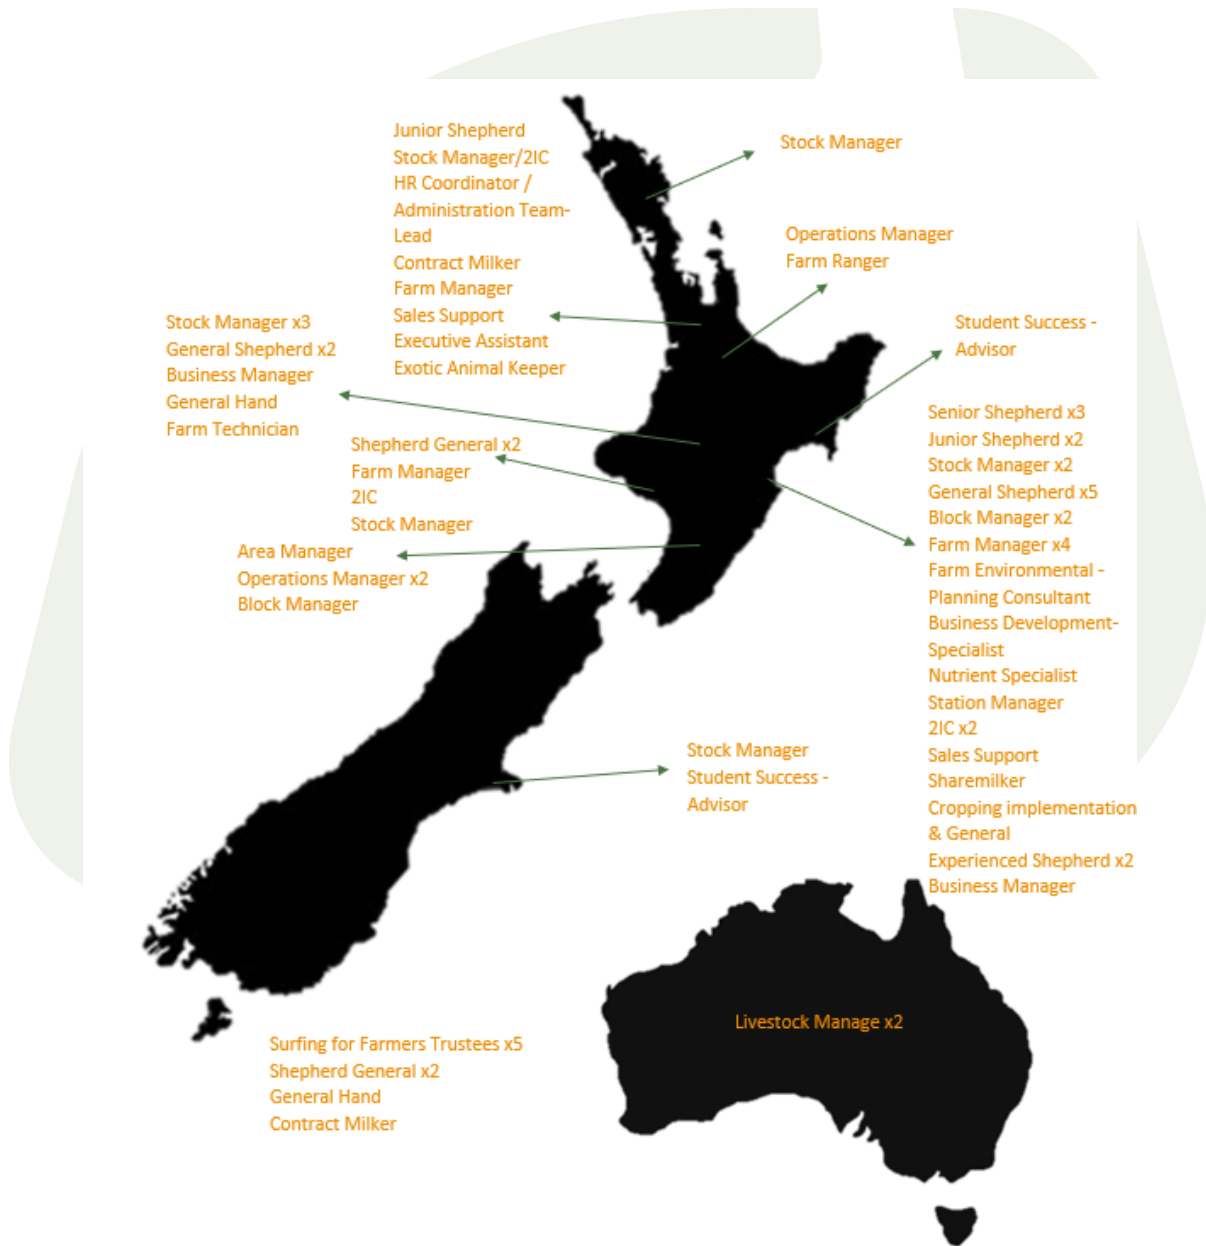 Junior Shepherd
Stock Manager/2IC
HR Coordinator /
Administration Team-
Lead
Contract Milker
Farm Manager
Sales Support
Executive Assistant
Exotic Animal Keeper
Stock Manager
Operations Manager
Farm Ranger
Stock Manager x3
General Shepherd x2
Business Manager
General Hand
Farm Technician
Student Success -
Advisor
Shepherd General x2
Farm Manager
2IC
Stock Manager
Senior Shepherd x3
Junior Shepherd x2
Stock Manager x2
General Shepherd x5
Block Manager x2
Farm Manager x4
Farm Environmental -
Planning Consultant
Business Development-
Specialist
Nutrient Specialist
Station Manager
2IC x2
Sales Support
Sharemilker
Cropping implementation
& General
Experienced Shepherd x2
Business Manager
Area Manager
Operations Manager x2
Block Manager
Stock Manager
Student Success -
Advisor
Livestock Manage x2
Surfing for Farmers Trustees x5
Shepherd General x2
General Hand
Contract Milker